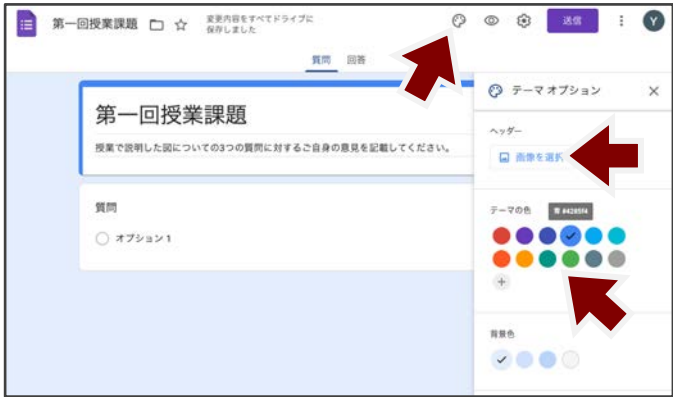 第一回授業課題
変更内容をすべてドライブに
保存しました
送信
Y
質問 回答
テーマ オプション
第一回授業課題
授業で説明した図についての3つの質問に対するご自身の意見を記載してください。
ヘッダー
画像を選択
質問
オプション 1
テーマの色
青 #4285f4
背景色